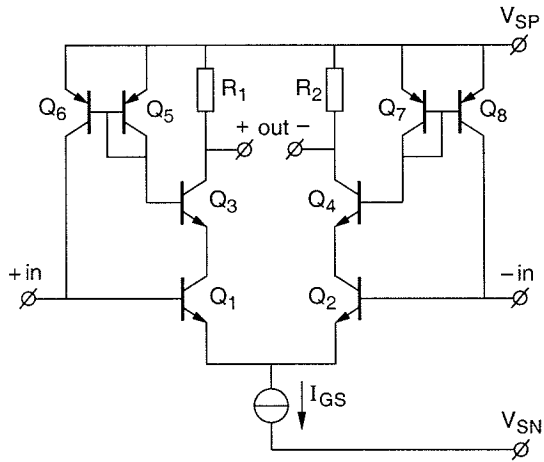 V_SP
Q_6 Q_5 R_1 R_2 Q_7 Q_8
+ out −
Q_3 Q_4
+in Q_1 Q_2 −in
I_GS
V_SN